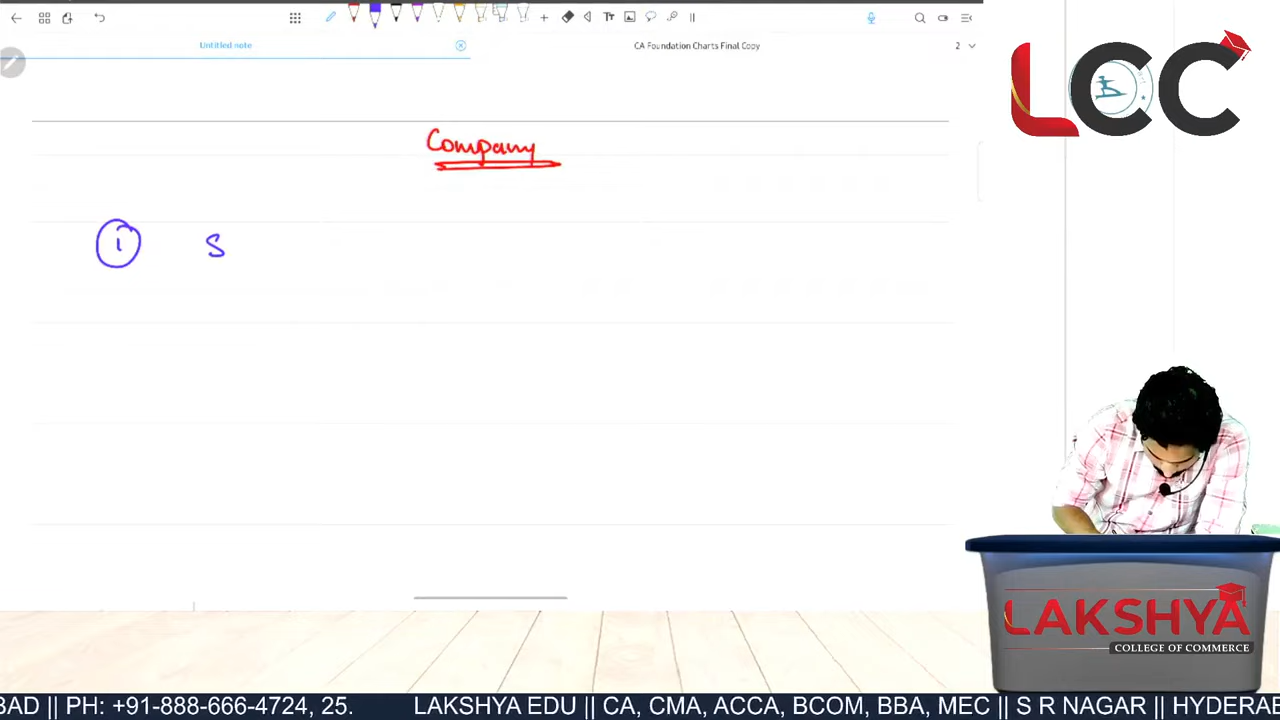 Untitled note
CA Foundation Charts Final Copy
2
LCC
Company
1 S
LAKSHYA
COLLEGE OF COMMERCE
BAD || PH: +91-888-666-4724, 25. LAKSHYA EDU || CA, CMA, ACCA, BCOM, BBA, MEC || S R NAGAR || HYDERAB